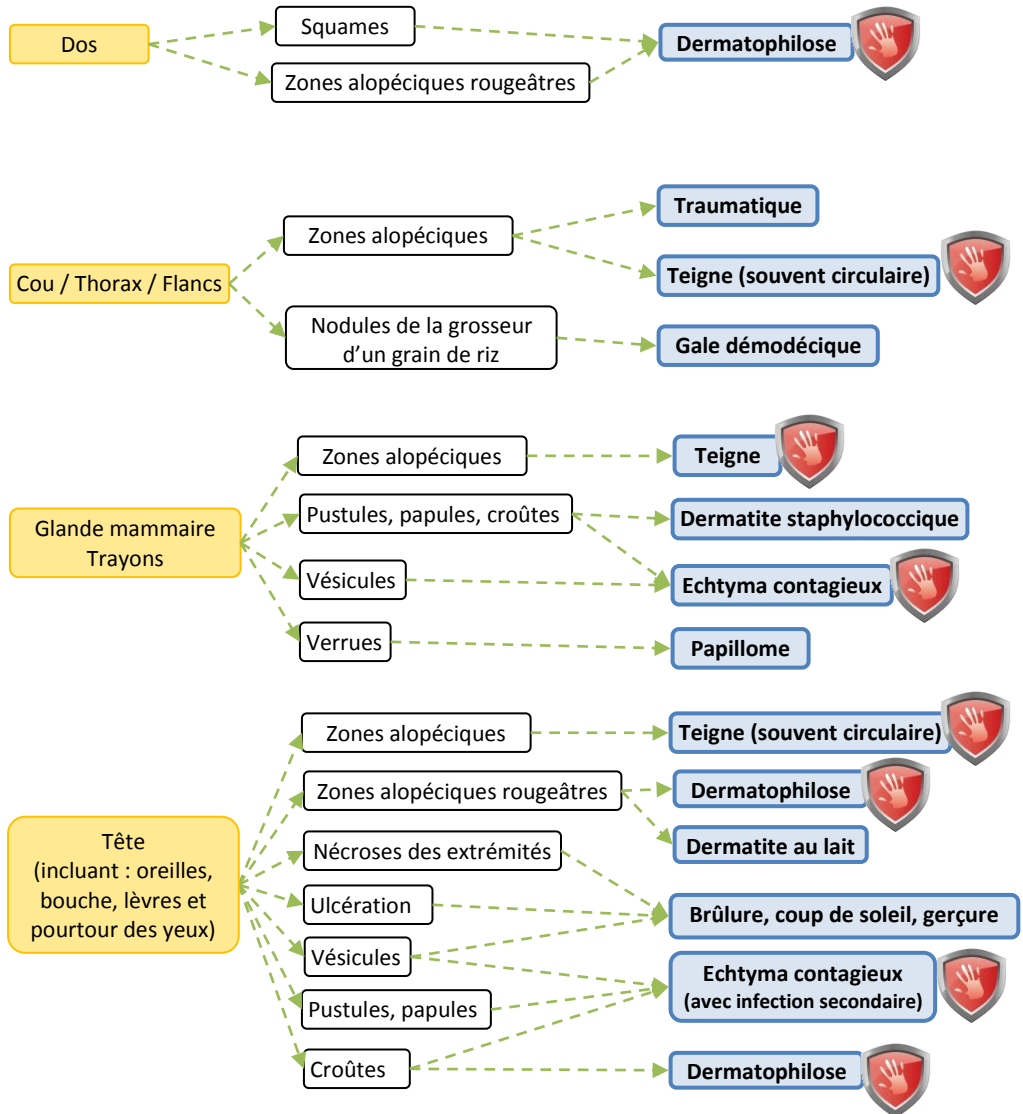 Dos
Squames
Zones alopéciques rougeâtres
Dermatophilose
Cou / Thorax / Flancs
Zones alopéciques
Nodules de la grosseur
d'un grain de riz
Traumatique
Teigne (souvent circulaire)
Gale démodécique
Glande mammaire
Trayons
Zones alopéciques
Pustules, papules, croûtes
Vésicules
Verrues
Teigne
Dermatite staphylococcique
Echtyma contagieux
Papillome
Tête
(incluant : oreilles,
bouche, lèvres et
pourtour des yeux)
Zones alopéciques
Zones alopéciques rougeâtres
Nécroses des extrémités
Ulcération
Vésicules
Pustules, papules
Croûtes
Teigne (souvent circulaire)
Dermatophilose
Dermatite au lait
Brûlure, coup de soleil, gerçure
Echtyma contagieux
(avec infection secondaire)
Dermatophilose